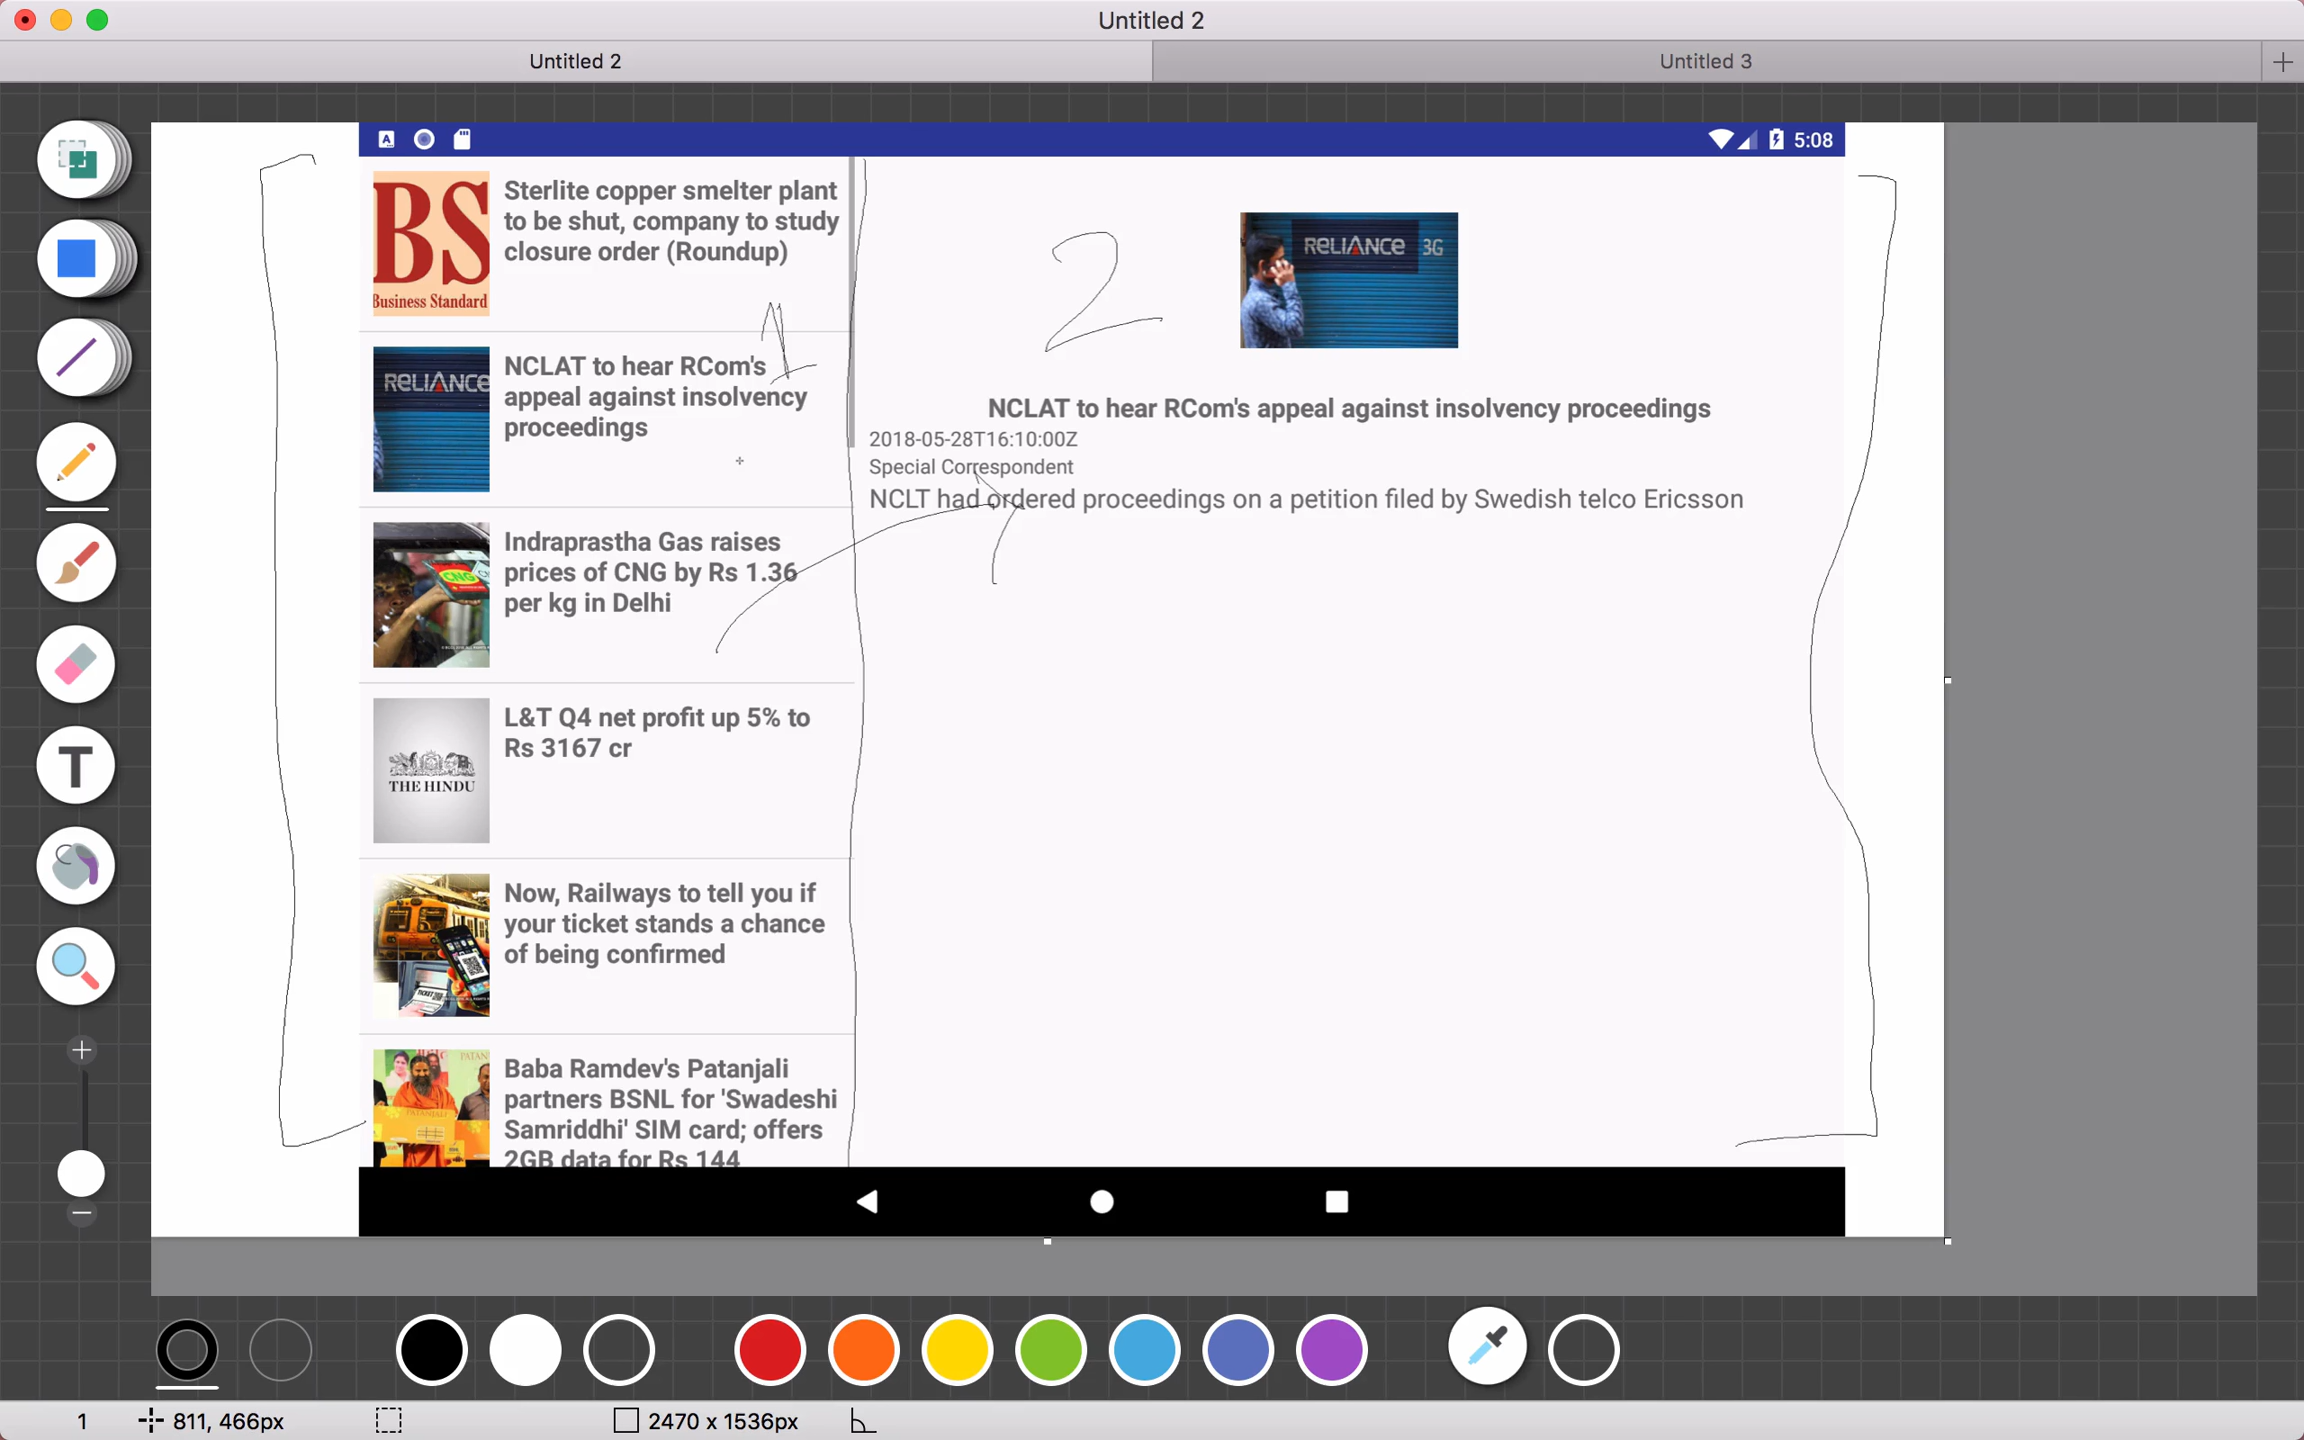 Untitled 2
Untitled 2
Untitled 3
5:08
BS
Business Standard
Sterlite copper smelter plant
to be shut, company to study
closure order (Roundup)
1
RELIANCE
NCLAT to hear RCom's
appeal against insolvency
proceedings
CNG
Indraprastha Gas raises
prices of CNG by Rs 1.36
per kg in Delhi
THE HINDU
L&T Q4 net profit up 5% to
Rs 3167 cr
Now, Railways to tell you if
your ticket stands a chance
of being confirmed
PATANJALI
Baba Ramdev's Patanjali
partners BSNL for 'Swadeshi
Samriddhi' SIM card; offers
2GB data for Rs 144
2
RELIANCE 3G
NCLAT to hear RCom's appeal against insolvency proceedings
2018-05-28T16:10:00Z
Special Correspondent
NCLT had ordered proceedings on a petition filed by Swedish telco Ericsson
T
1
811, 466px
2470 x 1536px